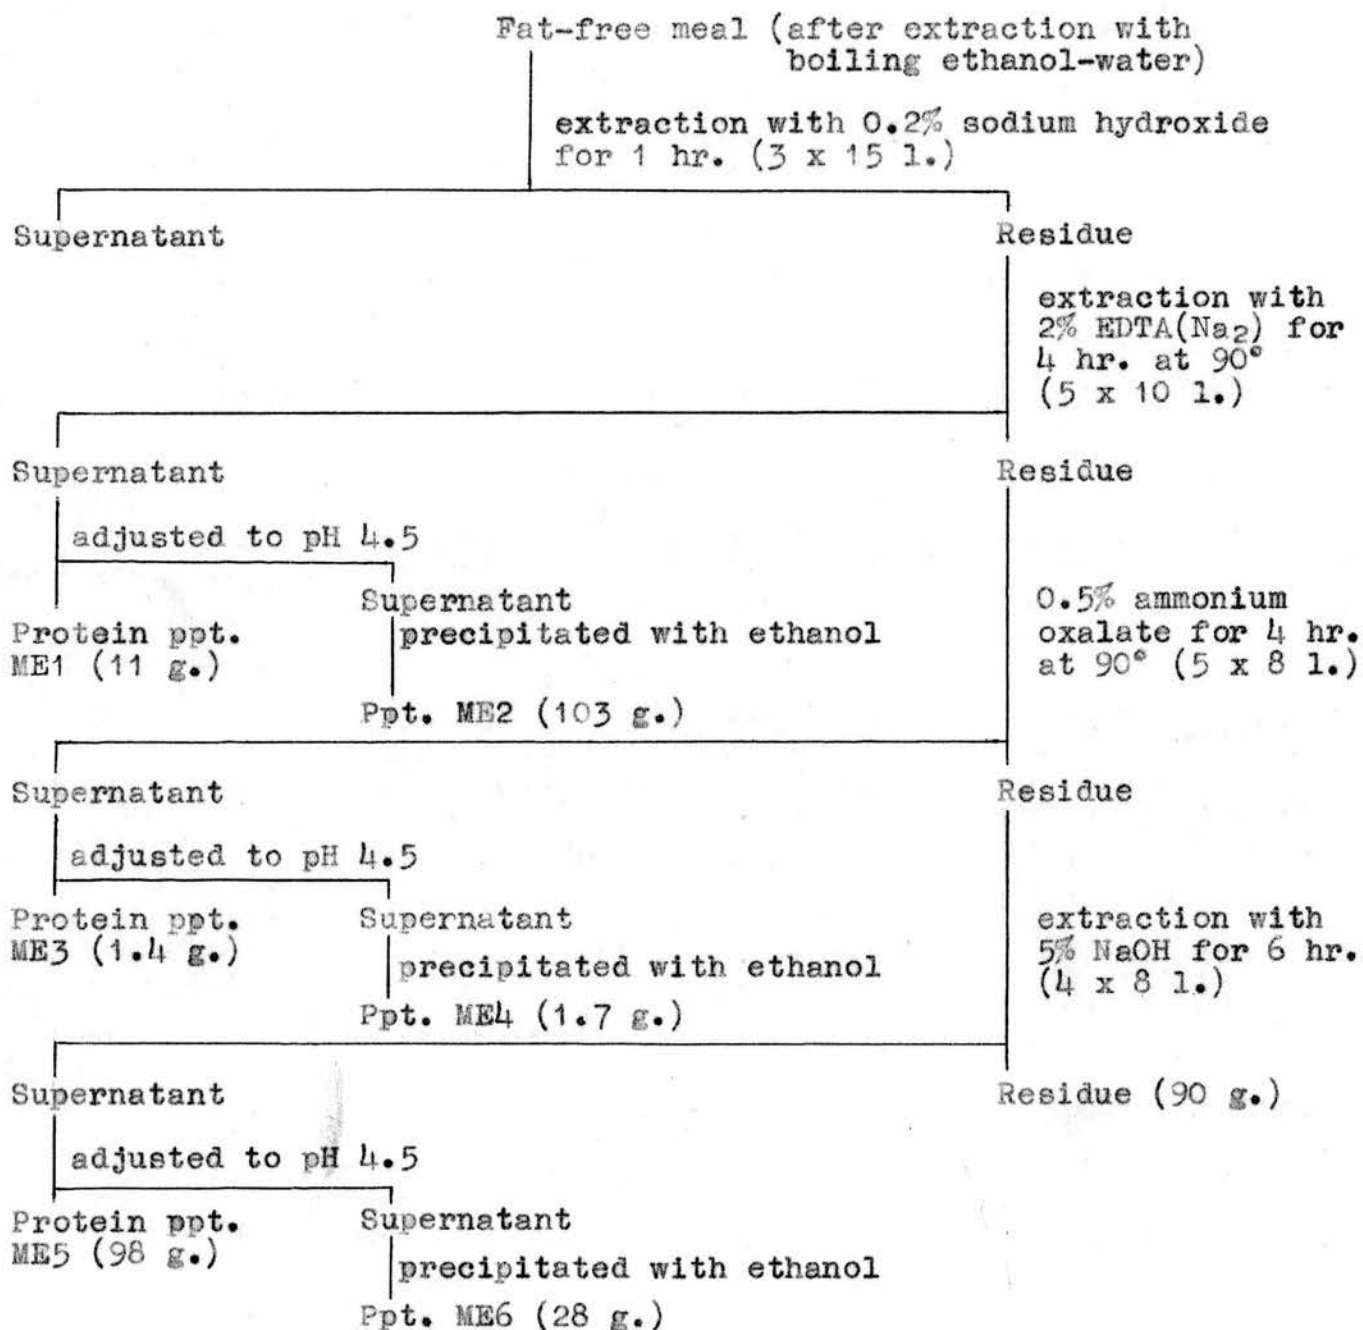 Fat-free meal (after extraction with
boiling ethanol-water)
extraction with 0.2% sodium hydroxide
for 1 hr. (3 x 15 l.)
Supernatant
Residue
extraction with
2% EDTA(Na₂) for
4 hr. at 90°
(5 x 10 l.)
Supernatant
Residue
adjusted to pH 4.5
Protein ppt.
ME1 (11 g.)
Supernatant
precipitated with ethanol
Ppt. ME2 (103 g.)
0.5% ammonium
oxalate for 4 hr.
at 90° (5 x 8 l.)
Supernatant
Residue
adjusted to pH 4.5
Protein ppt.
ME3 (1.4 g.)
Supernatant
precipitated with ethanol
Ppt. ME4 (1.7 g.)
extraction with
5% NaOH for 6 hr.
(4 x 8 l.)
Supernatant
Residue (90 g.)
adjusted to pH 4.5
Protein ppt.
ME5 (98 g.)
Supernatant
precipitated with ethanol
Ppt. ME6 (28 g.)